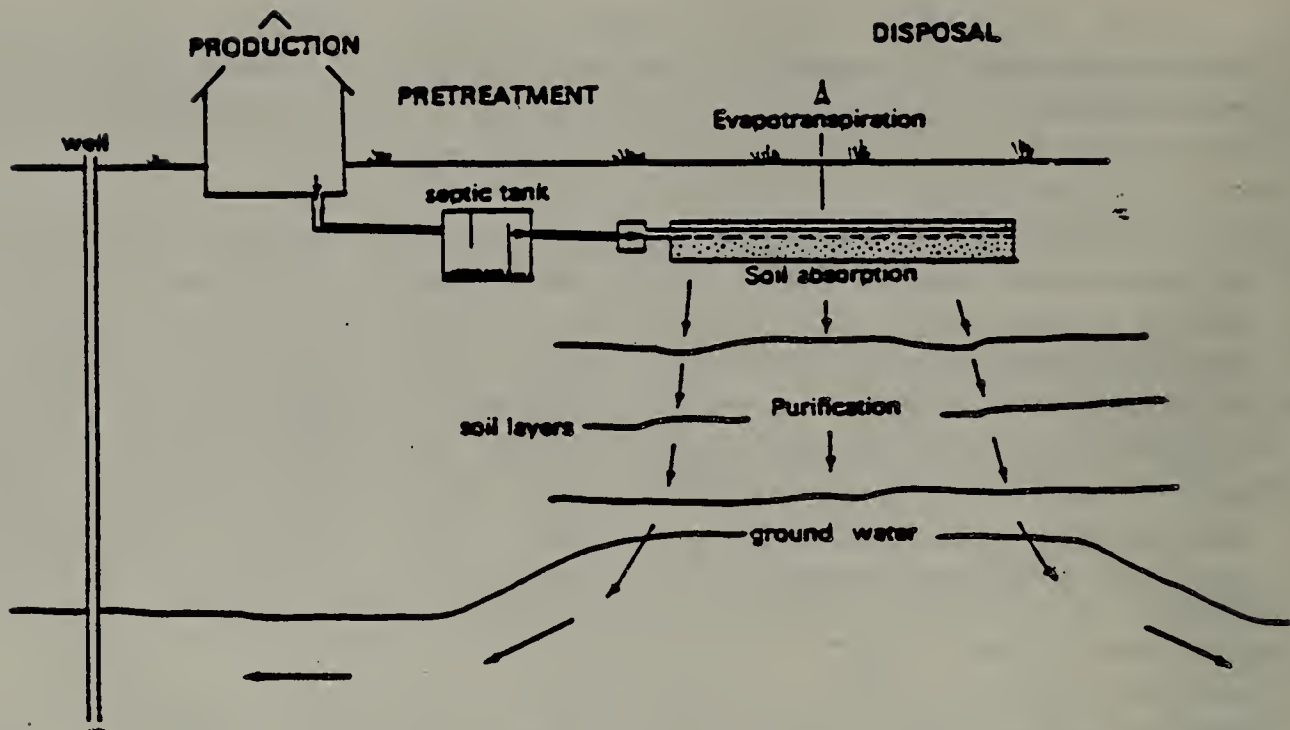 PRODUCTION
DISPOSAL
PRETREATMENT
Evapotranspiration
well
septic tank
Soil absorption
Purification
soil layers
ground water